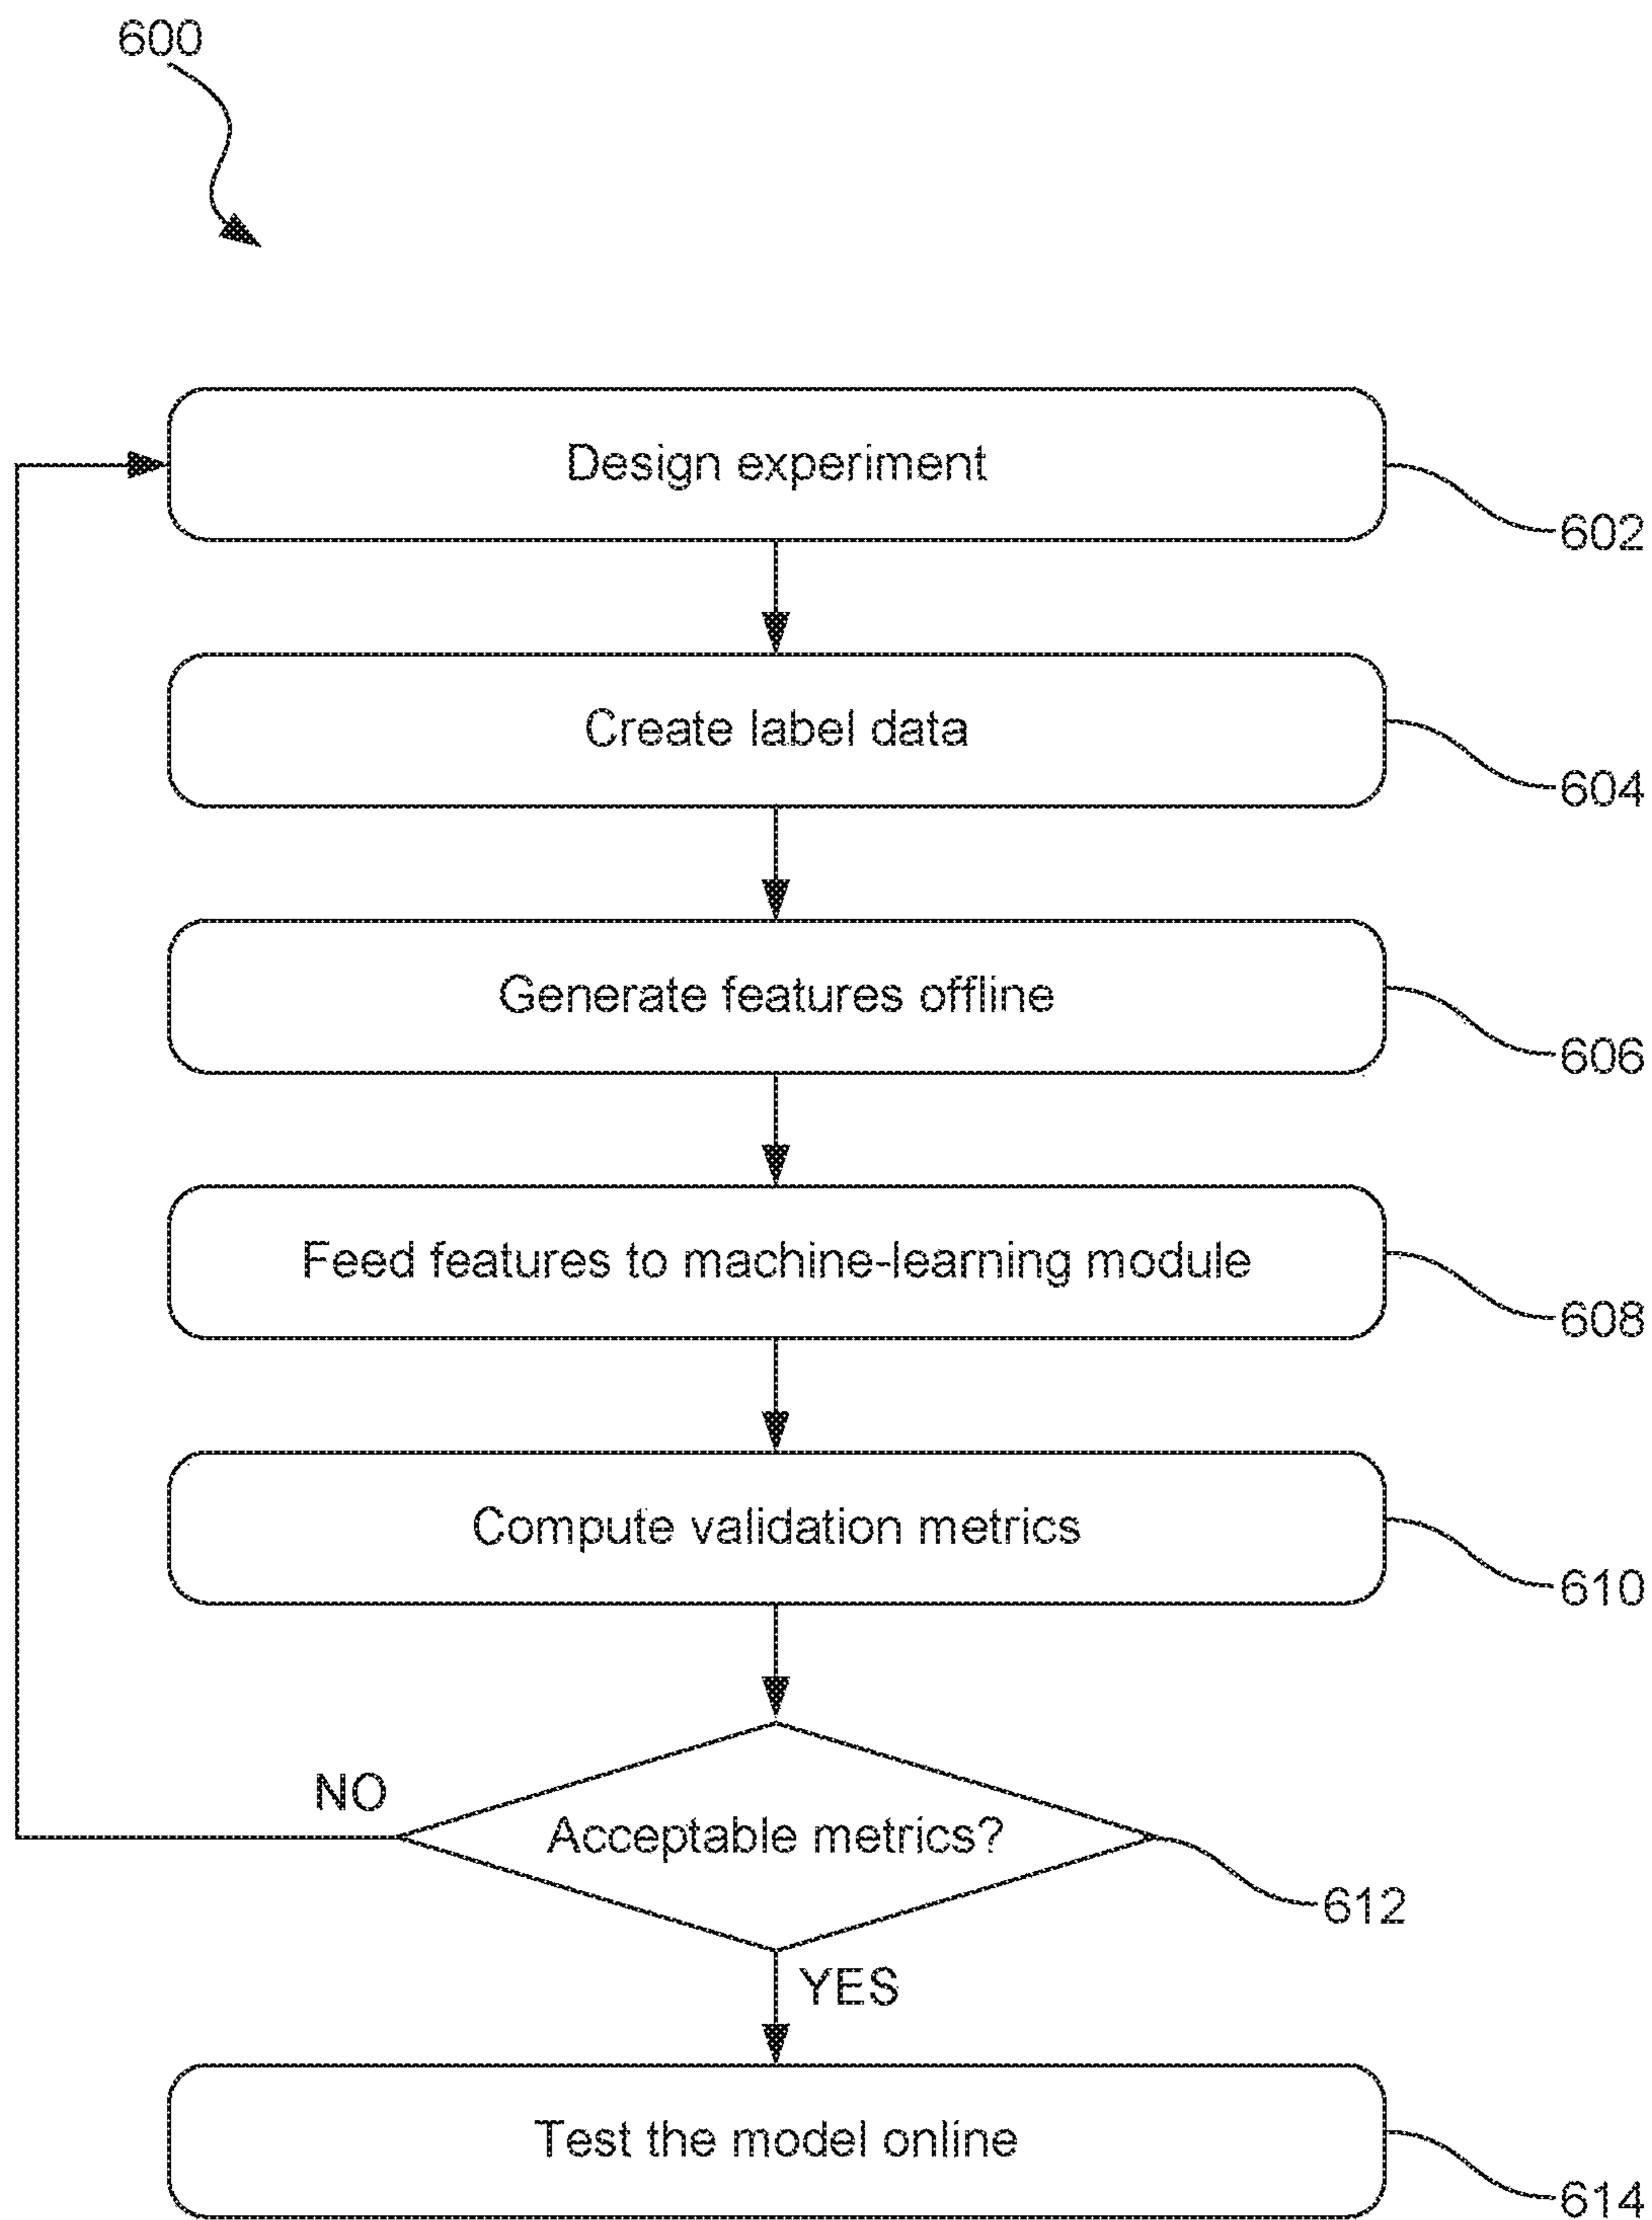 600
Design experiment
602
Create label data
604
Generate features offline
606
Feed features to machine-learning module
608
Compute validation metrics
610
NO
Acceptable metrics?
612
YES
Test the model online
614